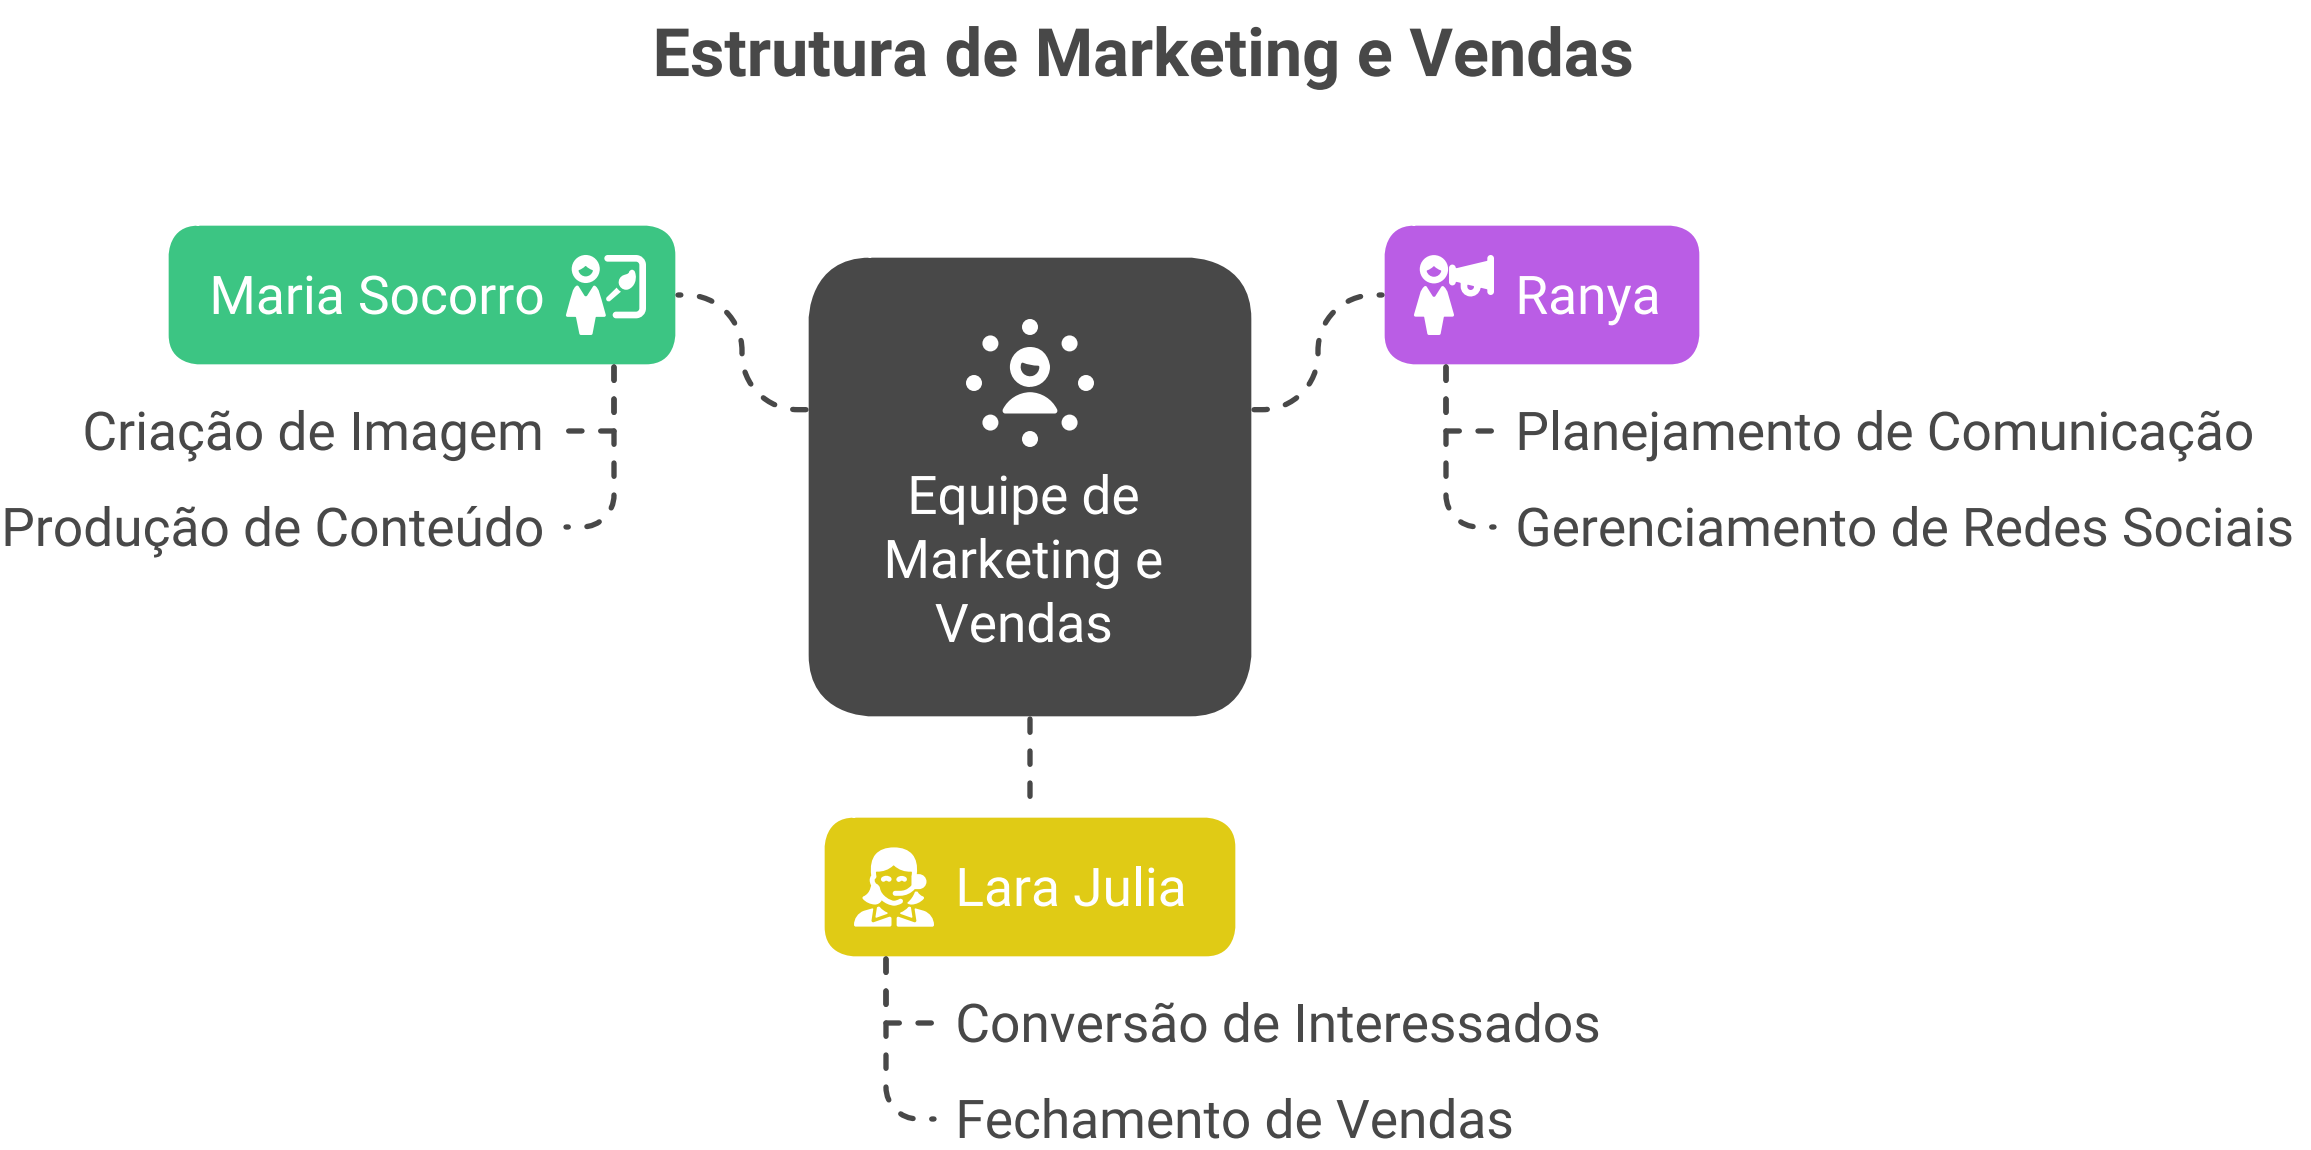 Estrutura de Marketing e Vendas
Maria Socorro
Criação de Imagem
Produção de Conteúdo
Equipe de
Marketing e
Vendas
Ranya
Planejamento de Comunicação
Gerenciamento de Redes Sociais
Lara Julia
Conversão de Interessados
Fechamento de Vendas